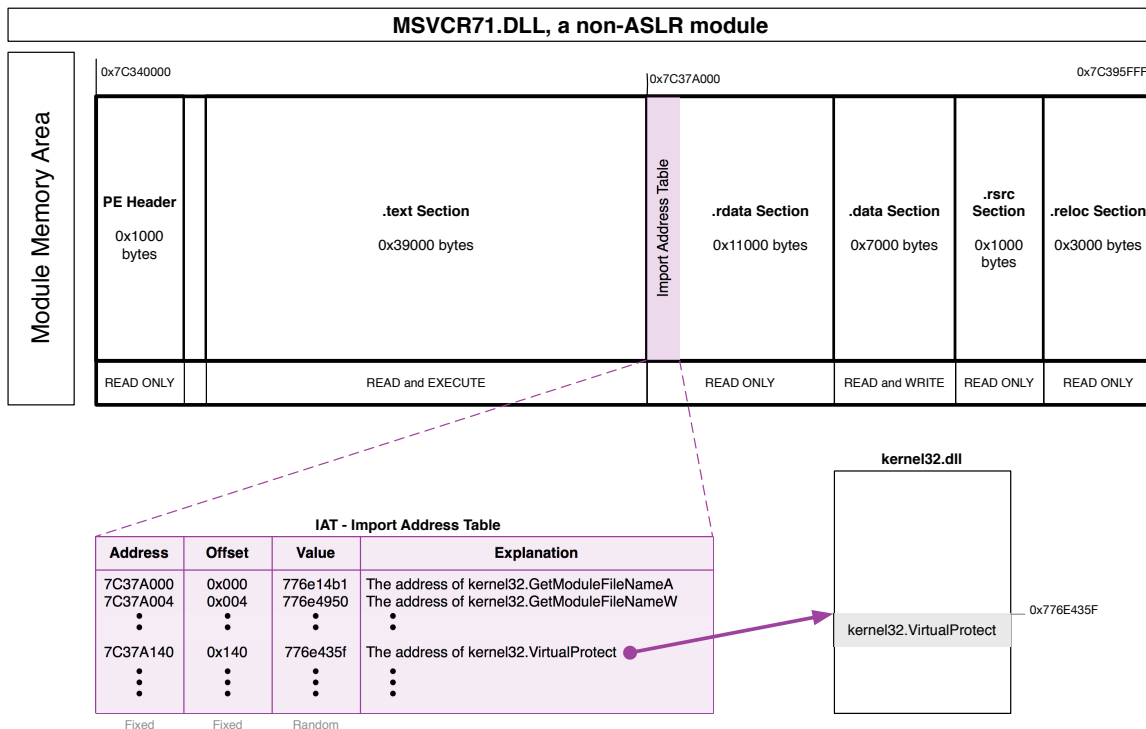 MSVCR71.DLL, a non-ASLR module
Module Memory Area
0x7C340000
0x7C37A000
0x7C395FFF
PE Header
0x1000
bytes
.text Section
0x39000 bytes
Import Address Table
.rdata Section
0x11000 bytes
.data Section
0x7000 bytes
.rsrc
Section
0x1000
bytes
.reloc Section
0x3000 bytes
READ ONLY
READ and EXECUTE
READ ONLY
READ and WRITE
READ ONLY
READ ONLY
IAT - Import Address Table
Address Offset Value Explanation
7C37A000 0x000 776e14b1 The address of kernel32.GetModuleFileNameA
7C37A004 0x004 776e4950 The address of kernel32.GetModuleFileNameW
7C37A140 0x140 776e435f The address of kernel32.VirtualProtect
Fixed Fixed Random
kernel32.dll
0x776E435F
kernel32.VirtualProtect